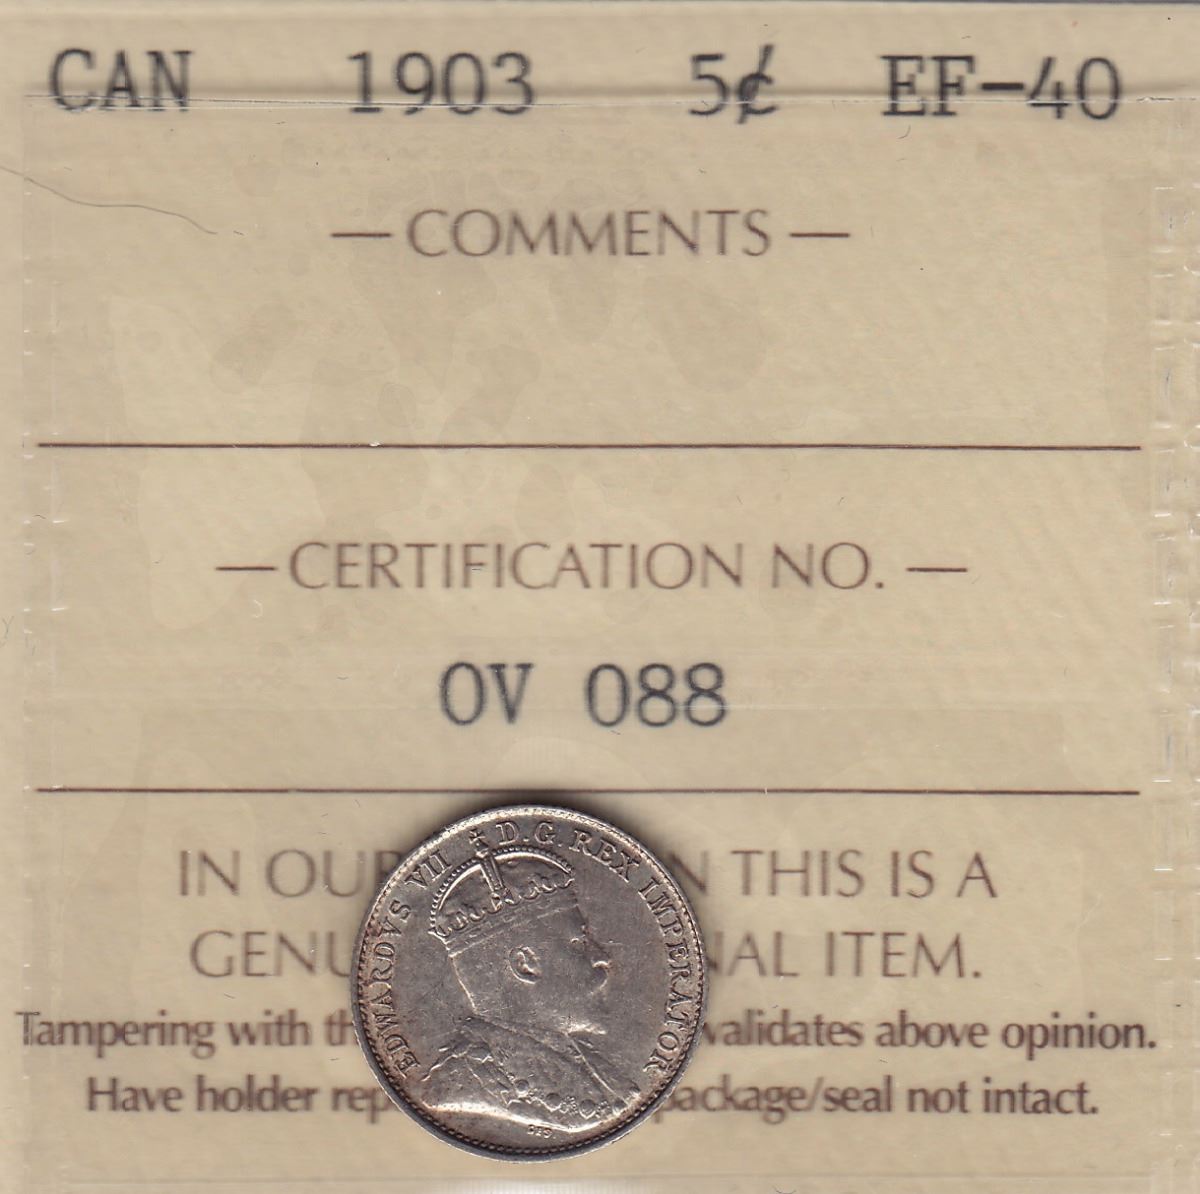 CAN 1903 5¢ EF-40
— COMMENTS —
— CERTIFICATION NO. —
OV 088
IN OU N THIS IS A
GENU NAL ITEM.
Tampering with th validates above opinion.
Have holder rep package/seal not intact.
EDWARDVS VII D.G. REX IMPERATOR